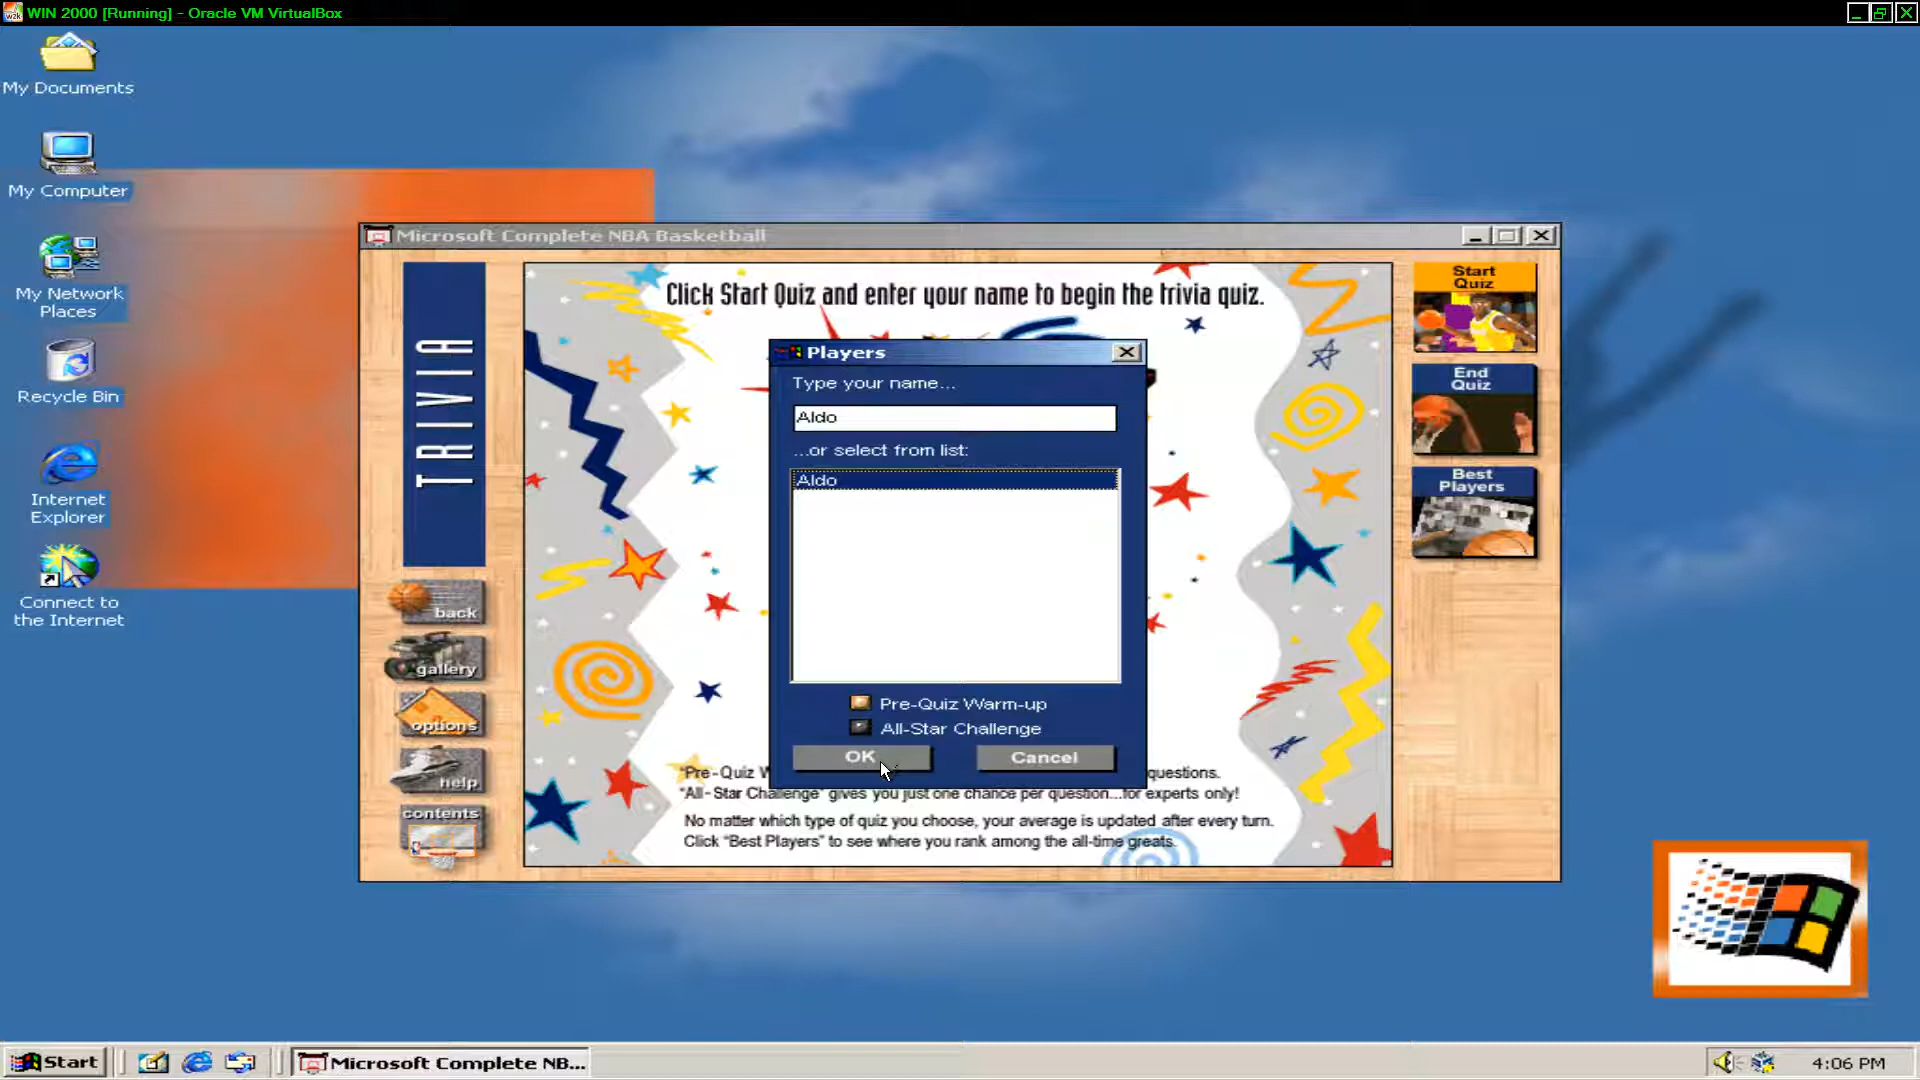 WIN 2000 [Running] - Oracle VM VirtualBox
My Documents
My Computer
My Network
Places
Recycle Bin
Internet
Explorer
Connect to
the Internet
Microsoft Complete NBA Basketball
TRIVIA
back
gallery
options
help
contents
Click Start Quiz and enter your name to begin the trivia quiz.
Players
Type your name...
Aldo
...or select from list:
Aldo
Pre-Quiz Warm-up
All-Star Challenge
OK
Cancel
"Pre-Quiz W
questions.
"All-Star Challenge" gives you just one chance per question...for experts only!
No matter which type of quiz you choose, your average is updated after every turn.
Click "Best Players" to see where you rank among the all-time greats.
Start
Quiz
End
Quiz
Best
Players
Start
Microsoft Complete NB...
4:06 PM